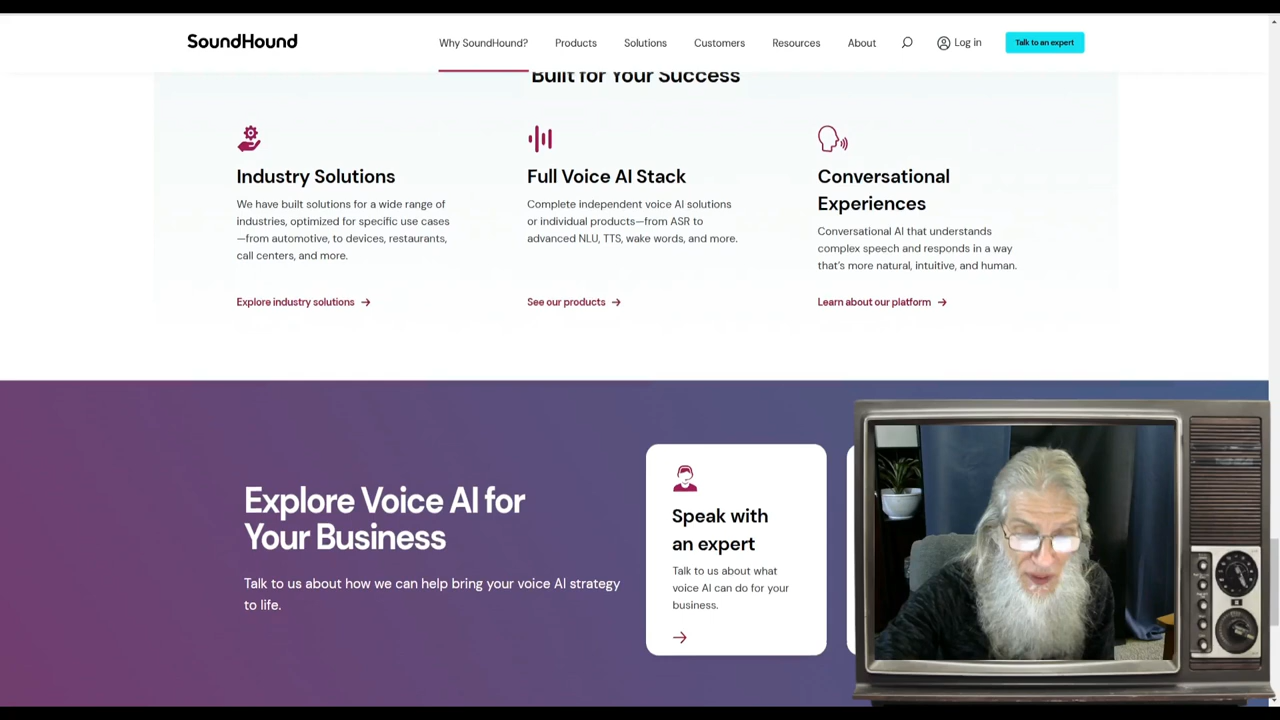 SoundHound
Why SoundHound?
Products
Solutions
Customers
Resources
About
Log in
Talk to an expert
Built for Your Success
Industry Solutions
We have built solutions for a wide range of
industries, optimized for specific use cases
—from automotive, to devices, restaurants,
call centers, and more.
Explore industry solutions
Full Voice AI Stack
Complete independent voice AI solutions
or individual products—from ASR to
advanced NLU, TTS, wake words, and more.
See our products
Conversational
Experiences
Conversational AI that understands
complex speech and responds in a way
that’s more natural, intuitive, and human.
Learn about our platform
Explore Voice AI for
Your Business
Talk to us about how we can help bring your voice AI strategy
to life.
Speak with
an expert
Talk to us about what
voice AI can do for your
business.